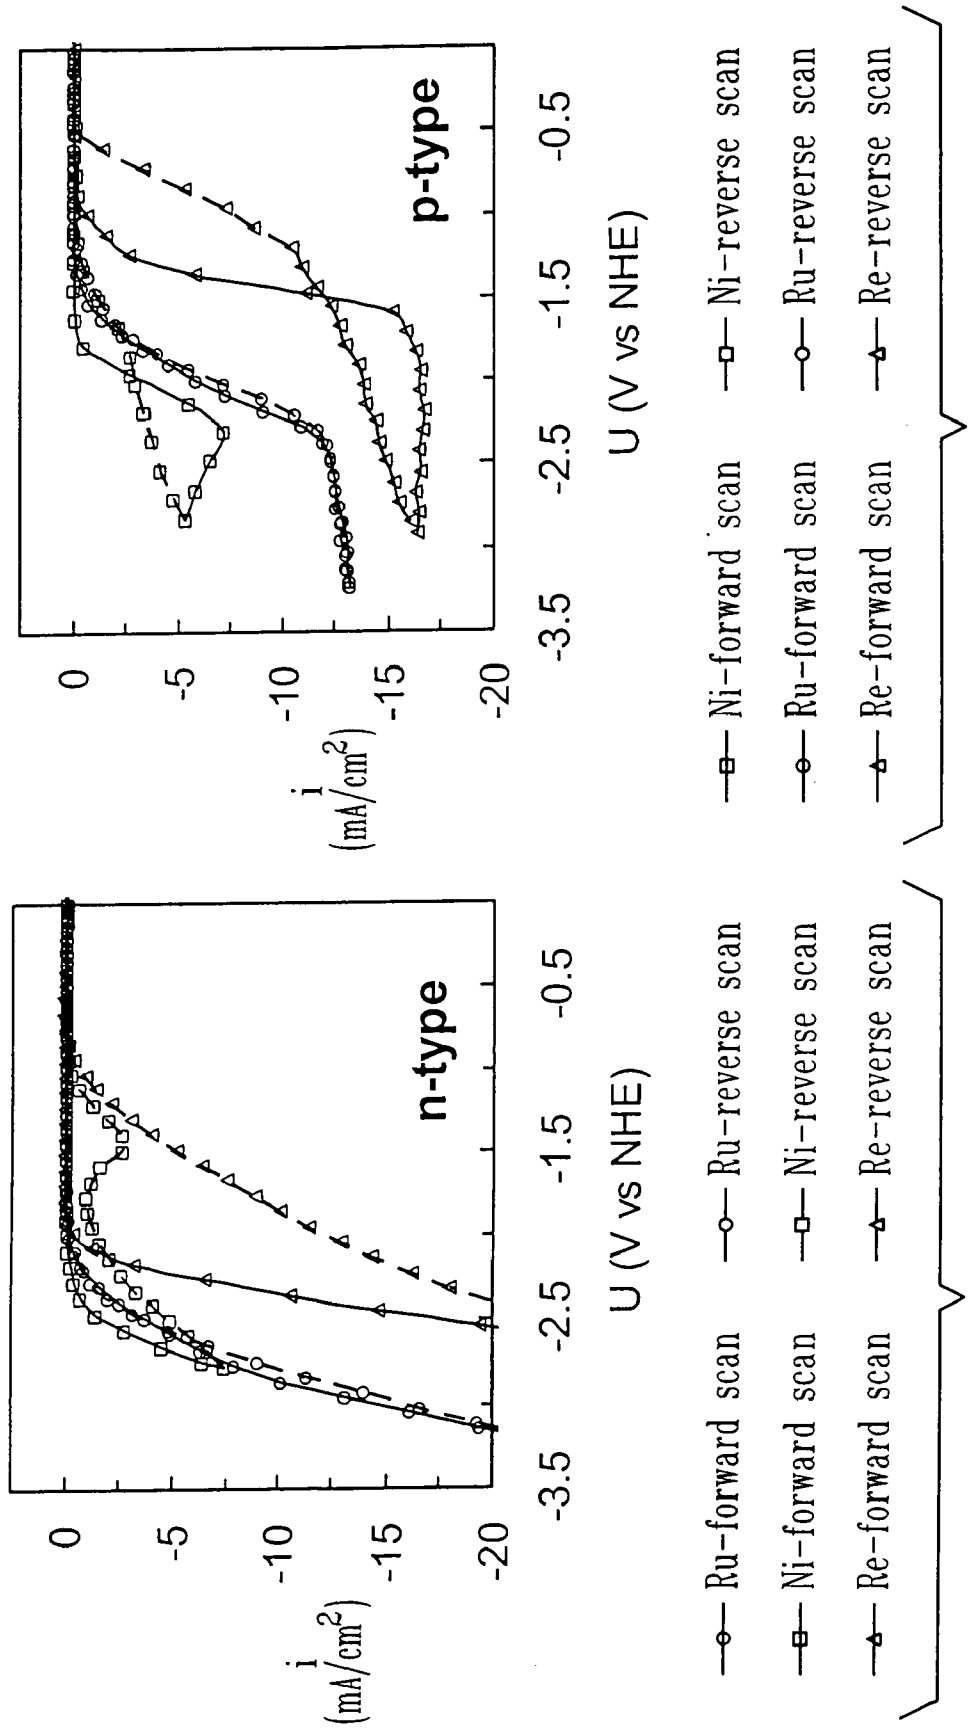 0
-5
-10
-15
-20
i
(mA/cm²)
n-type
-3.5
-2.5
-1.5
-0.5
U (V vs NHE)
Ru-forward scan
Ru-reverse scan
Ni-forward scan
Ni-reverse scan
Re-forward scan
Re-reverse scan
0
-5
-10
-15
-20
i
(mA/cm²)
p-type
-3.5
-2.5
-1.5
-0.5
U (V vs NHE)
Ni-forward scan
Ni-reverse scan
Ru-forward scan
Ru-reverse scan
Re-forward scan
Re-reverse scan